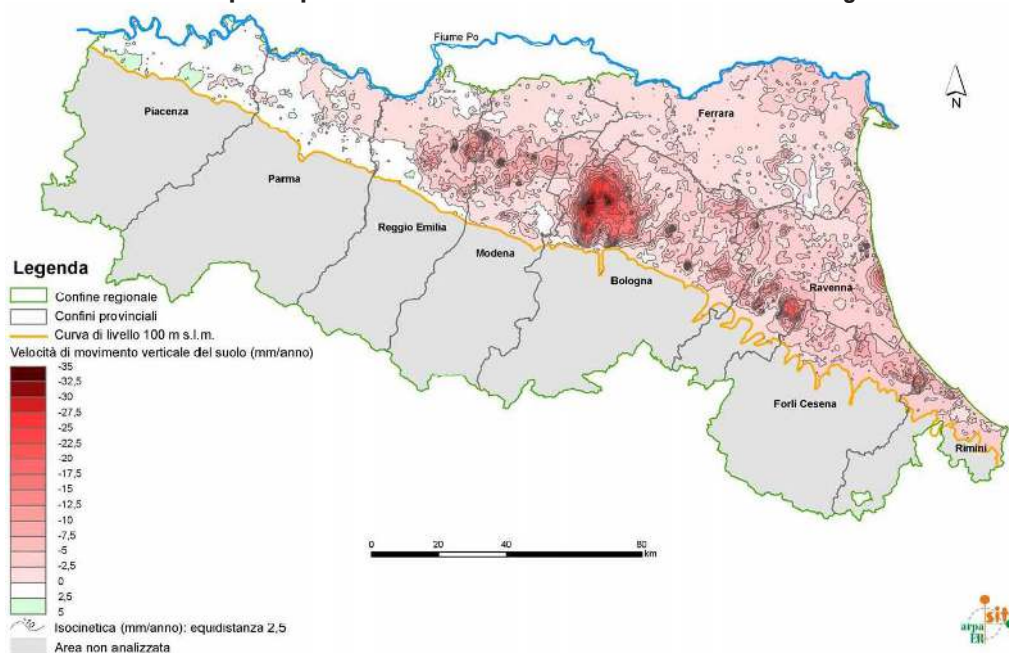 Fiume Po
N
Piacenza
Ferrara
Parma
Reggio Emilia
Modena
Bologna
Ravenna
Forlì Cesena
Rimini
Legenda
Confine regionale
Confini provinciali
Curva di livello 100 m s.l.m.
Velocità di movimento verticale del suolo (mm/anno)
-35
-32,5
-30
-27,5
-25
-22,5
-20
-17,5
-15
-12,5
-10
-7,5
-5
-2,5
0
2,5
5
-10
Isocinetica (mm/anno): equidistanza 2,5
Area non analizzata
0 20 40 80
km
arpa
ER